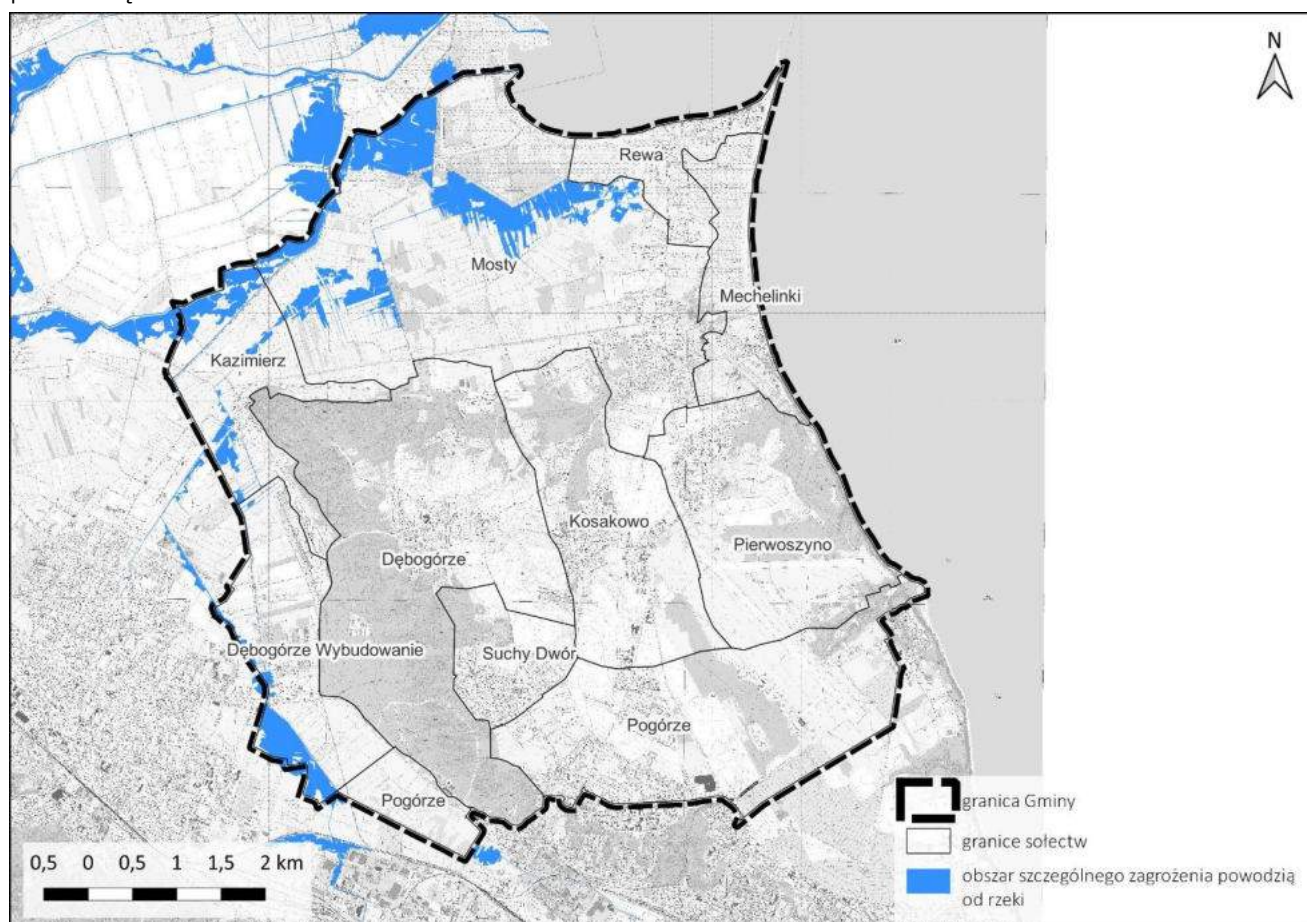 N
Rewa
Mosty
Mechelinki
Kazimierz
Kosakowo
Pierwoszyno
Dębogórze
Dębogórze Wybudowanie
Suchy Dwór
Pogórze
Pogórze
granica Gminy
granice sołectw
obszar szczególnego zagrożenia powodzią
od rzeki
0,5 0 0,5 1 1,5 2 km